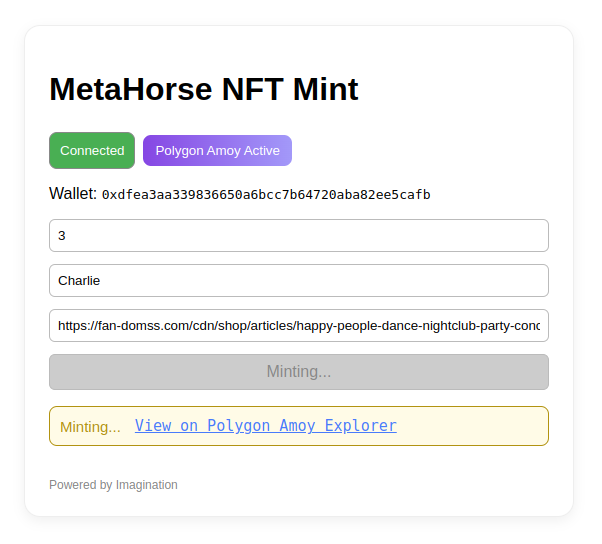 MetaHorse NFT Mint
Connected Polygon Amoy Active
Wallet: 0xdfea3aa339836650a6bcc7b64720aba82ee5cafb
3
Charlie
https://fan-domss.com/cdn/shop/articles/happy-people-dance-nightclub-party-conc
Minting...
Minting... View on Polygon Amoy Explorer
Powered by Imagination